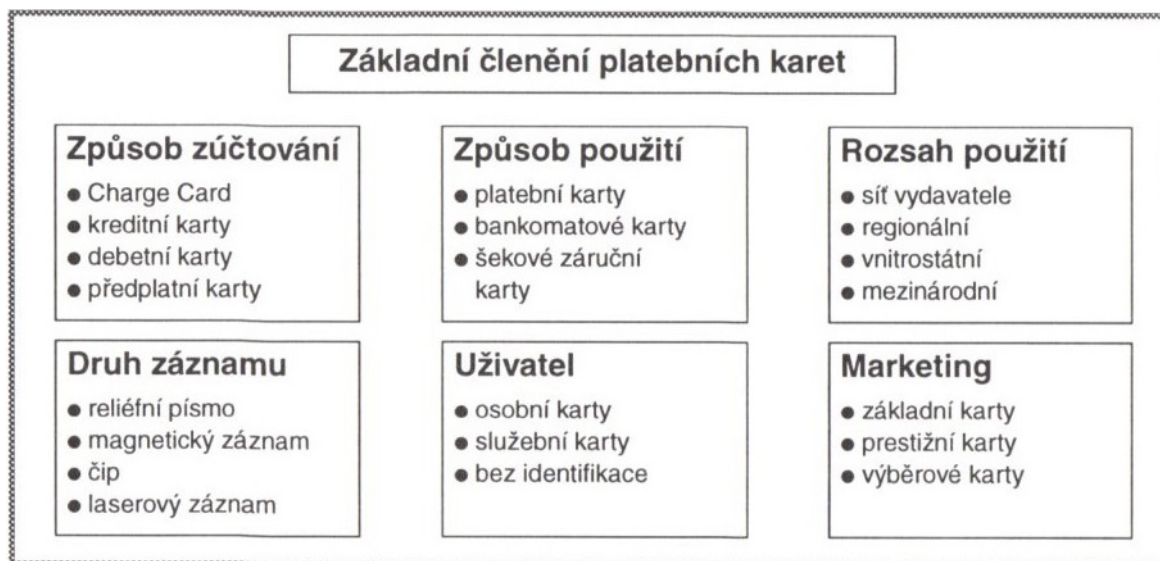 Základní členění platebních karet
Způsob zúčtování
● Charge Card
● kreditní karty
● debetní karty
● předplatní karty
Způsob použití
● platební karty
● bankomatové karty
● šekové záruční
karty
Rozsah použití
● síť vydavatele
● regionální
● vnitrostátní
● mezinárodní
Druh záznamu
● reliéfní písmo
● magnetický záznam
● čip
● laserový záznam
Uživatel
● osobní karty
● služební karty
● bez identifikace
Marketing
● základní karty
● prestižní karty
● výběrové karty